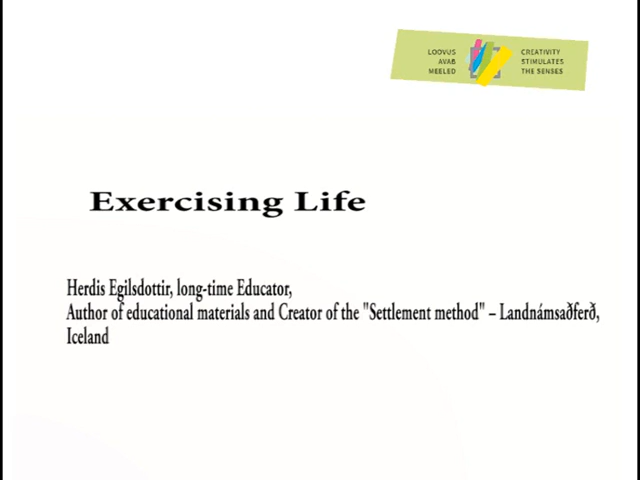 LOOVUS
AVAB
MEELED
CREATIVITY
STIMULATES
THE SENSES
Exercising Life
Herdis Egilsdottir, long-time Educator,
Author of educational materials and Creator of the "Settlement method" – Landnámsaðferð,
Iceland